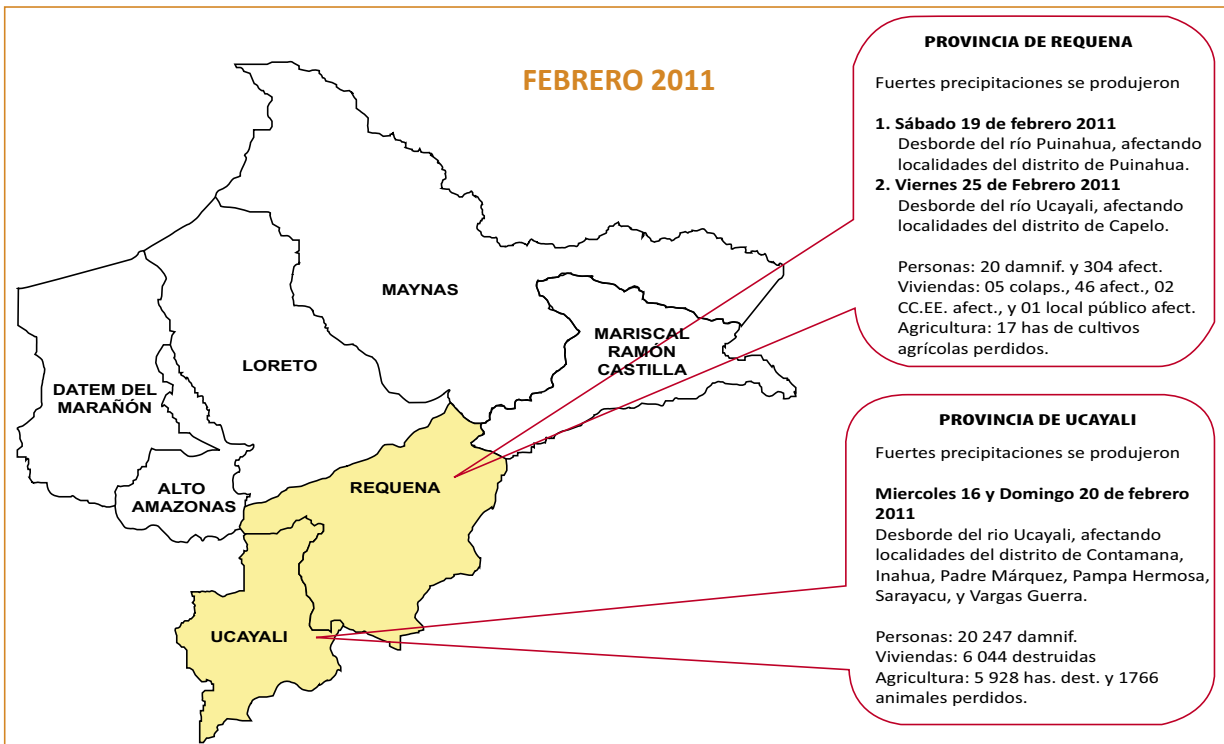 FEBRERO 2011
MAYNAS
MARISCAL
RAMÓN
CASTILLA
LORETO
DATEM DEL
MARAÑÓN
ALTO
AMAZONAS
REQUENA
UCAYALI
PROVINCIA DE REQUENA
Fuertes precipitaciones se produjeron
1. Sábado 19 de febrero 2011
Desborde del río Puinahua, afectando
localidades del distrito de Puinahua.
2. Viernes 25 de Febrero 2011
Desborde del río Ucayali, afectando
localidades del distrito de Capelo.
Personas: 20 damnif. y 304 afect.
Viviendas: 05 colaps., 46 afect., 02
CC.EE. afect., y 01 local público afect.
Agricultura: 17 has de cultivos
agrícolas perdidos.
PROVINCIA DE UCAYALI
Fuertes precipitaciones se produjeron
Miercoles 16 y Domingo 20 de febrero
2011
Desborde del rio Ucayali, afectando
localidades del distrito de Contamana,
Inahua, Padre Márquez, Pampa Hermosa,
Sarayacu, y Vargas Guerra.
Personas: 20 247 damnif.
Viviendas: 6 044 destruidas
Agricultura: 5 928 has. dest. y 1766
animales perdidos.